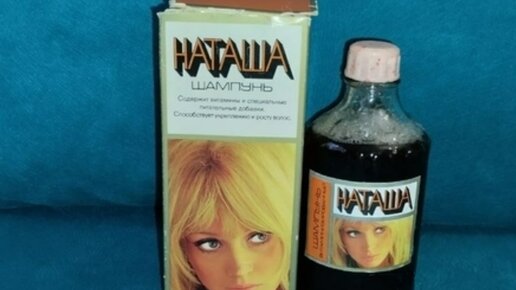 НАТАША
ШАМПУНЬ
Содержит витамины и специальные
питательные добавки.
Способствует укреплению и росту волос.
НАТАША
ШАМПУНЬ